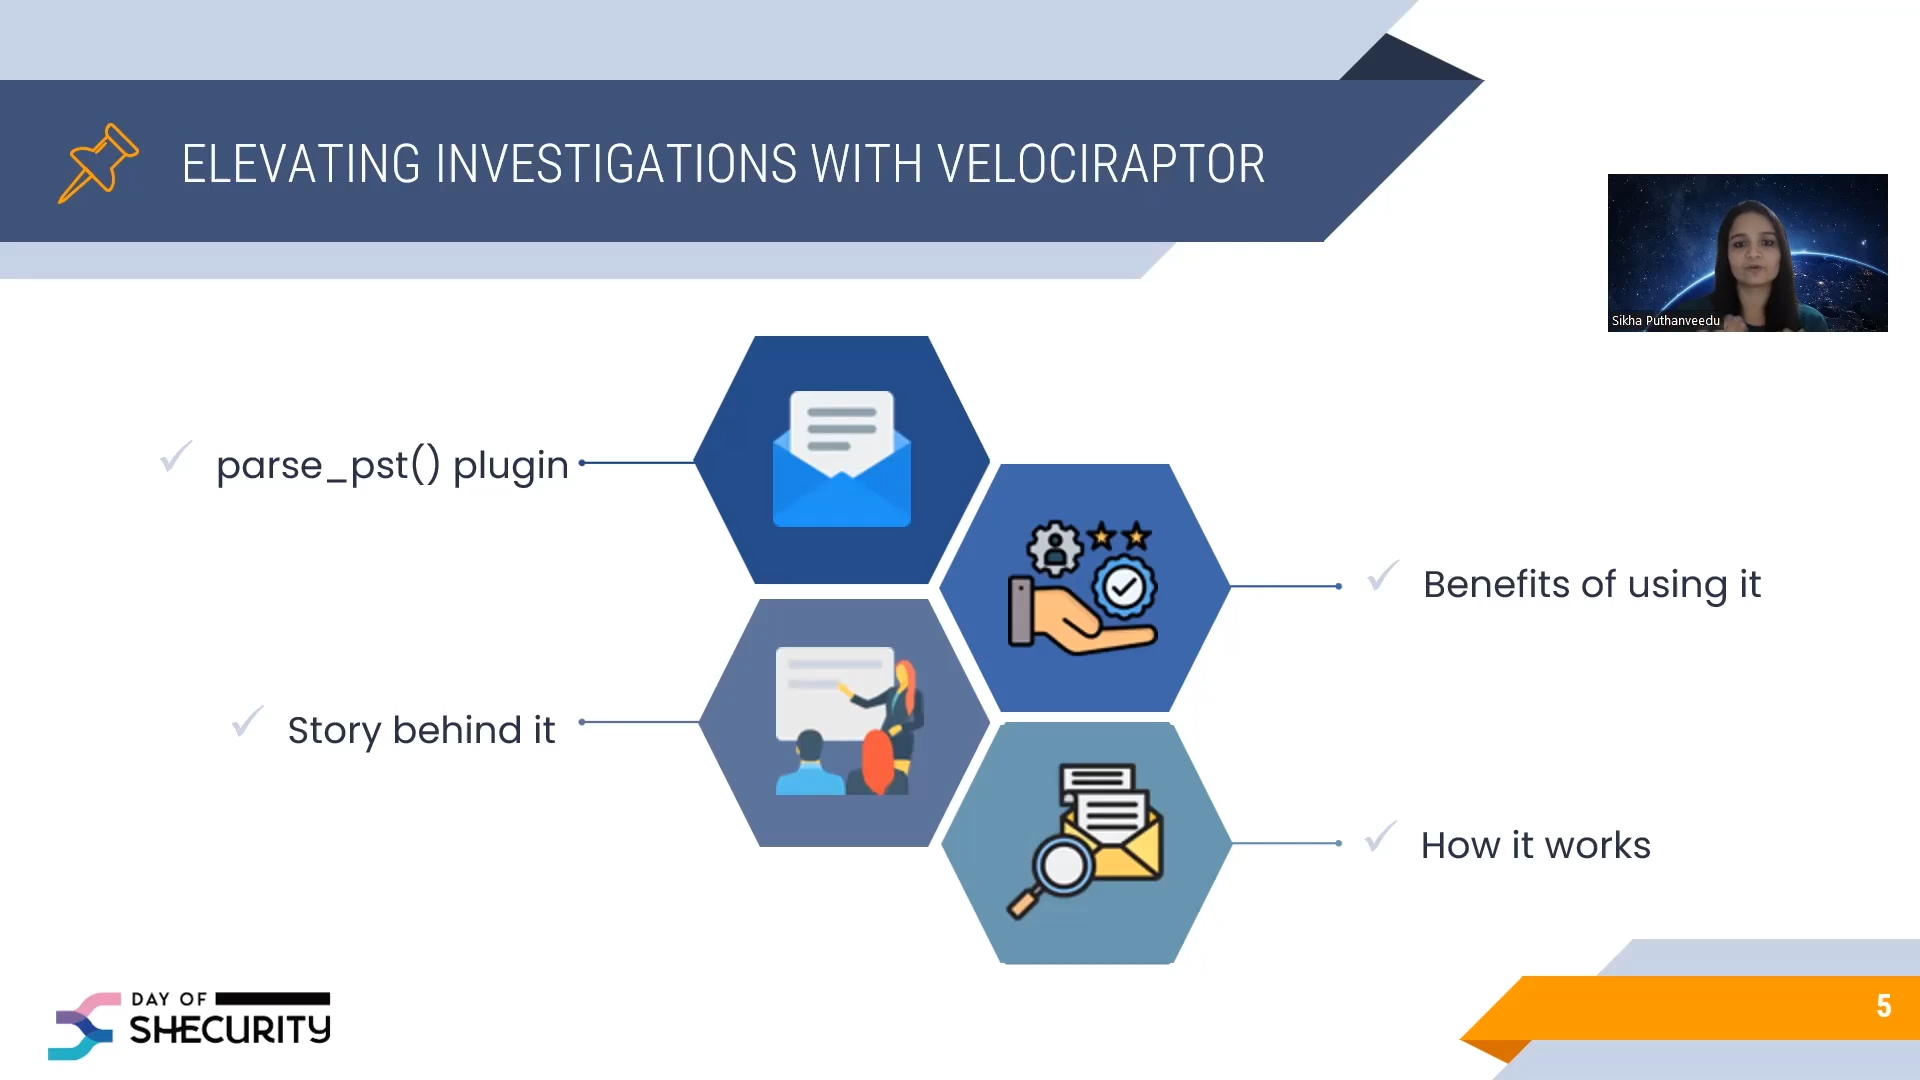 ELEVATING INVESTIGATIONS WITH VELOCIRAPTOR
Sikha Puthanveedu
parse_pst() plugin
Benefits of using it
Story behind it
How it works
DAY OF
SHECURITY
5